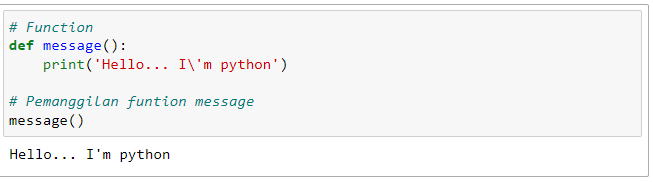 # Function
def message():
    print('Hello... I\'m python')
# Pemanggilan funtion message
message()
Hello... I'm python